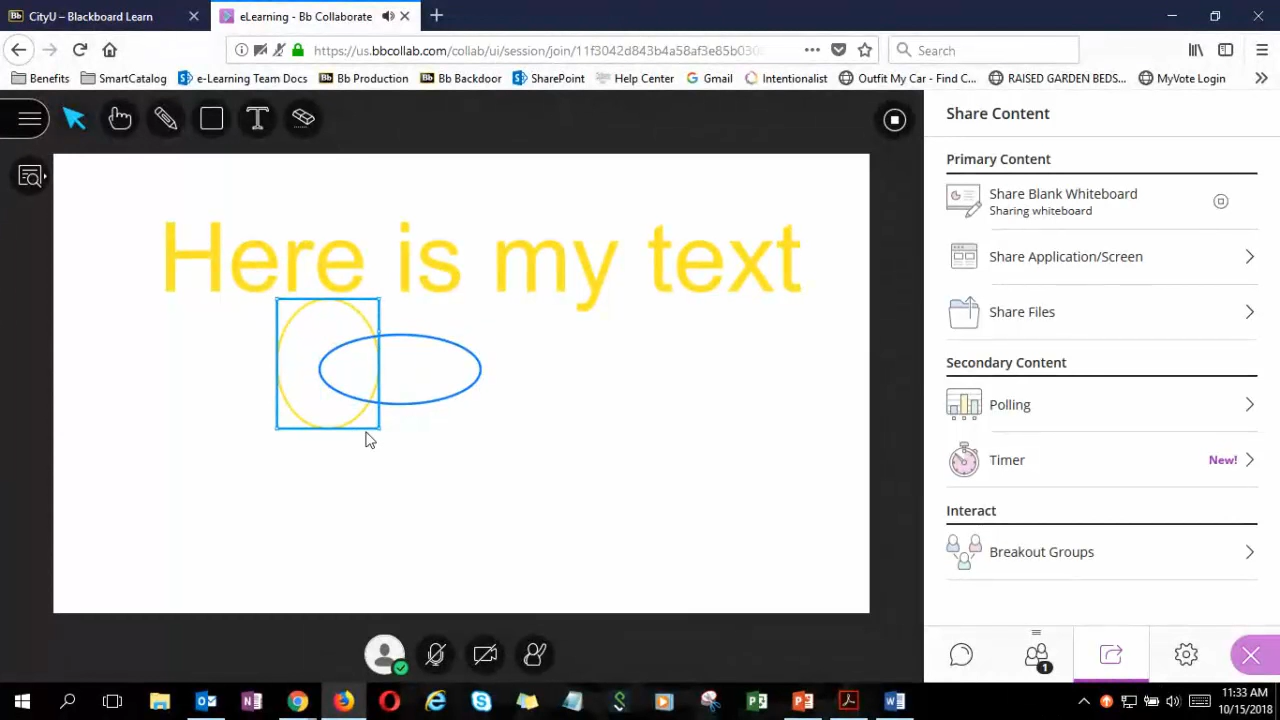 CityU – Blackboard Learn
eLearning - Bb Collaborate
https://us.bbcollab.com/collab/ui/session/join/11f3042d843b4a58af3e85b030
Search
Benefits
SmartCatalog
e-Learning Team Docs
Bb Production
Bb Backdoor
SharePoint
Help Center
Gmail
Intentionalist
Outfit My Car - Find C...
RAISED GARDEN BEDS...
MyVote Login
Share Content
Primary Content
Share Blank Whiteboard
Sharing whiteboard
Share Application/Screen
Share Files
Secondary Content
Polling
Timer
New!
Interact
Breakout Groups
Here is my text
1
11:33 AM
10/15/2018